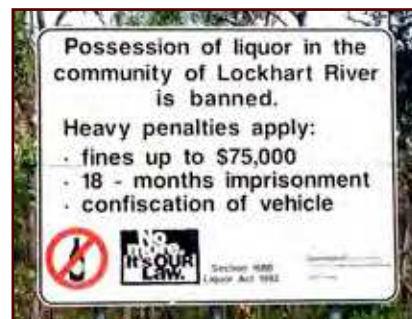 Possession of liquor in the
community of Lockhart River
is banned.
Heavy penalties apply:
· fines up to $75,000
· 18 - months imprisonment
· confiscation of vehicle
No
more.
It's OUR
Law.
Section
Liquor Act 1992